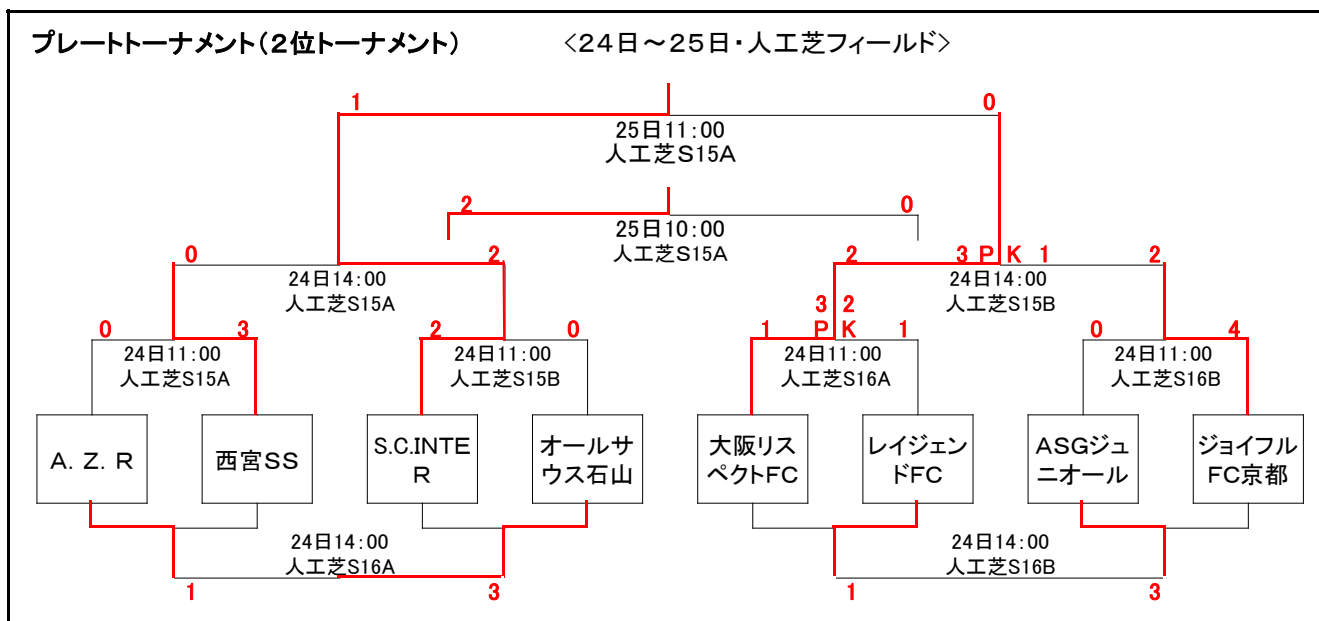 プレートトーナメント(2位トーナメント) <24日~25日・人工芝フィールド>
1 0
25日11:00
人工芝S15A
2 0
25日10:00
人工芝S15A
0 2 2 3 P K 1 2
24日14:00 24日14:00
人工芝S15A 人工芝S15B
3 2
0 3 2 0 1 P K 1 0 4
24日11:00 24日11:00 24日11:00 24日11:00
人工芝S15A 人工芝S15B 人工芝S16A 人工芝S16B
A. Z. R 西宮SS S.C.INTE オールサ 大阪リス レイジェン ASGジュ ジョイフル
R ウス石山 ペクトFC ドFC ニオール FC京都
24日14:00 24日14:00
人工芝S16A 人工芝S16B
1 3 1 3